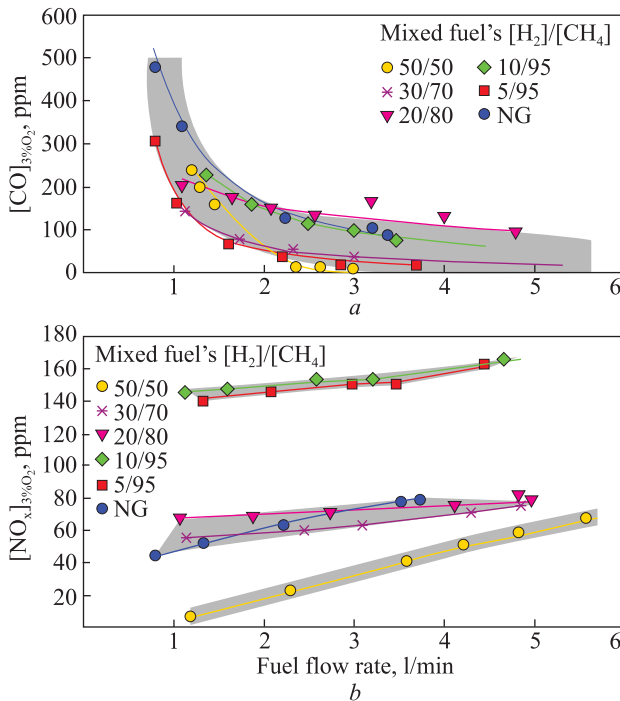 600
500
400
300
200
100
0
[CO]3%O₂, ppm
Mixed fuel's [H₂]/[CH₄]
50/50 10/95
30/70 5/95
20/80 NG
1 2 3 4 5 6
a
160
140
120
100
80
60
40
20
[NOₓ]3%O₂, ppm
Mixed fuel's [H₂]/[CH₄]
50/50
30/70
20/80
10/95
5/95
NG
1 2 3 4 5 6
Fuel flow rate, l/min
b